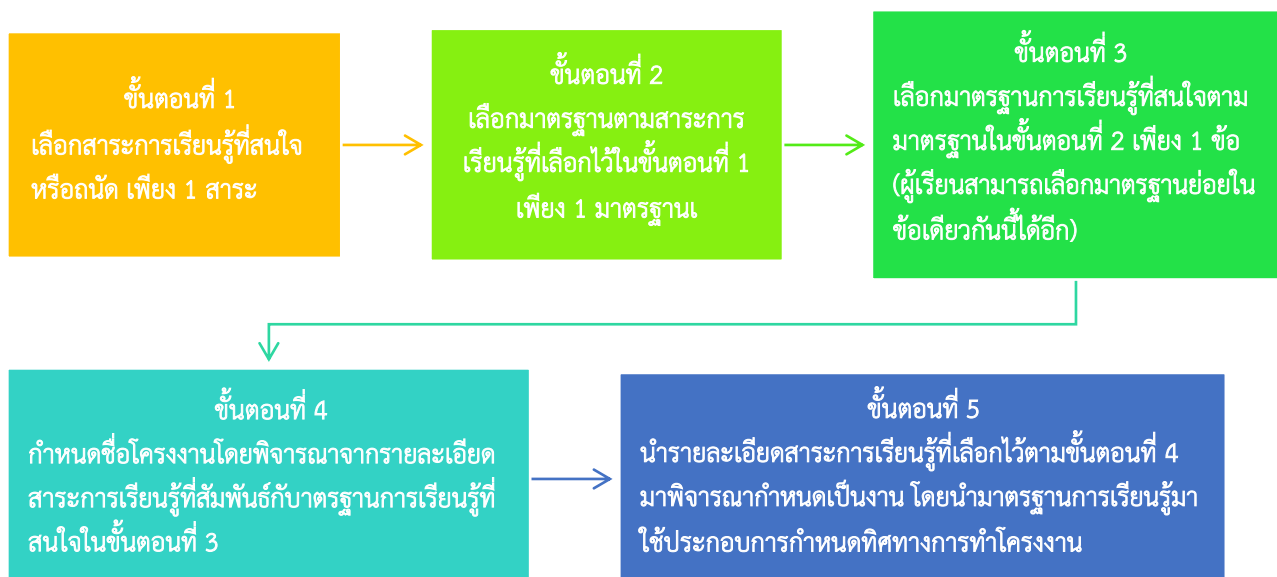 ขั้นตอนที่ 1
เลือกสาระการเรียนรู้ที่สนใจ
หรือถนัด เพียง 1 สาระ
ขั้นตอนที่ 2
เลือกมาตรฐานตามสาระการ
เรียนรู้ที่เลือกไว้ในขั้นตอนที่ 1
เพียง 1 มาตรฐานเ
ขั้นตอนที่ 3
เลือกมาตรฐานการเรียนรู้ที่สนใจตาม
มาตรฐานในขั้นตอนที่ 2 เพียง 1 ข้อ
(ผู้เรียนสามารถเลือกมาตรฐานย่อยใน
ข้อเดียวกันนี้ได้อีก)
ขั้นตอนที่ 4
กำหนดชื่อโครงงานโดยพิจารณาจากรายละเอียด
สาระการเรียนรู้ที่สัมพันธ์กับาตรฐานการเรียนรู้ที่
สนใจในขั้นตอนที่ 3
ขั้นตอนที่ 5
นำรายละเอียดสาระการเรียนรู้ที่เลือกไว้ตามขั้นตอนที่ 4
มาพิจารณากำหนดเป็นงาน โดยนำมาตรฐานการเรียนรู้มา
ใช้ประกอบการกำหนดทิศทางการทำโครงงาน